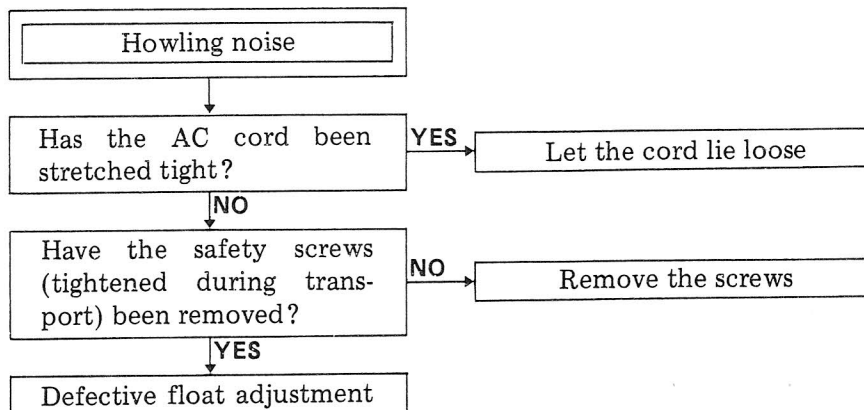 Howling noise
Has the AC cord been
stretched tight?
YES
Let the cord lie loose
NO
Have the safety screws
(tightened during trans-
port) been removed?
NO
Remove the screws
YES
Defective float adjustment